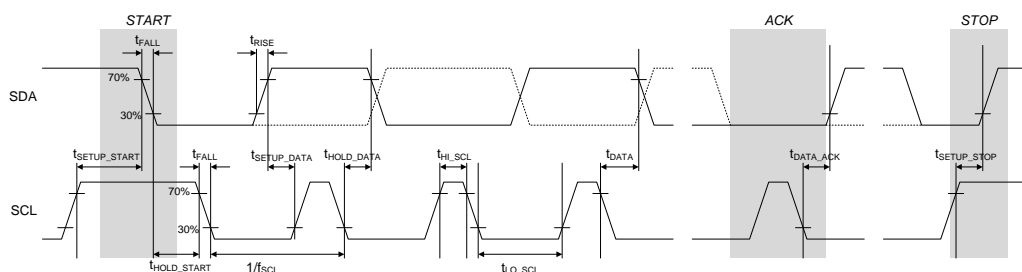 START ACK STOP
tFALL tRISE
70%
SDA
30%
tSETUP_START tFALL tSETUP_DATA tHOLD_DATA tHI_SCL tDATA tDATA_ACK tSETUP_STOP
70%
SCL
30%
tHOLD_START 1/fSCL tLO_SCL